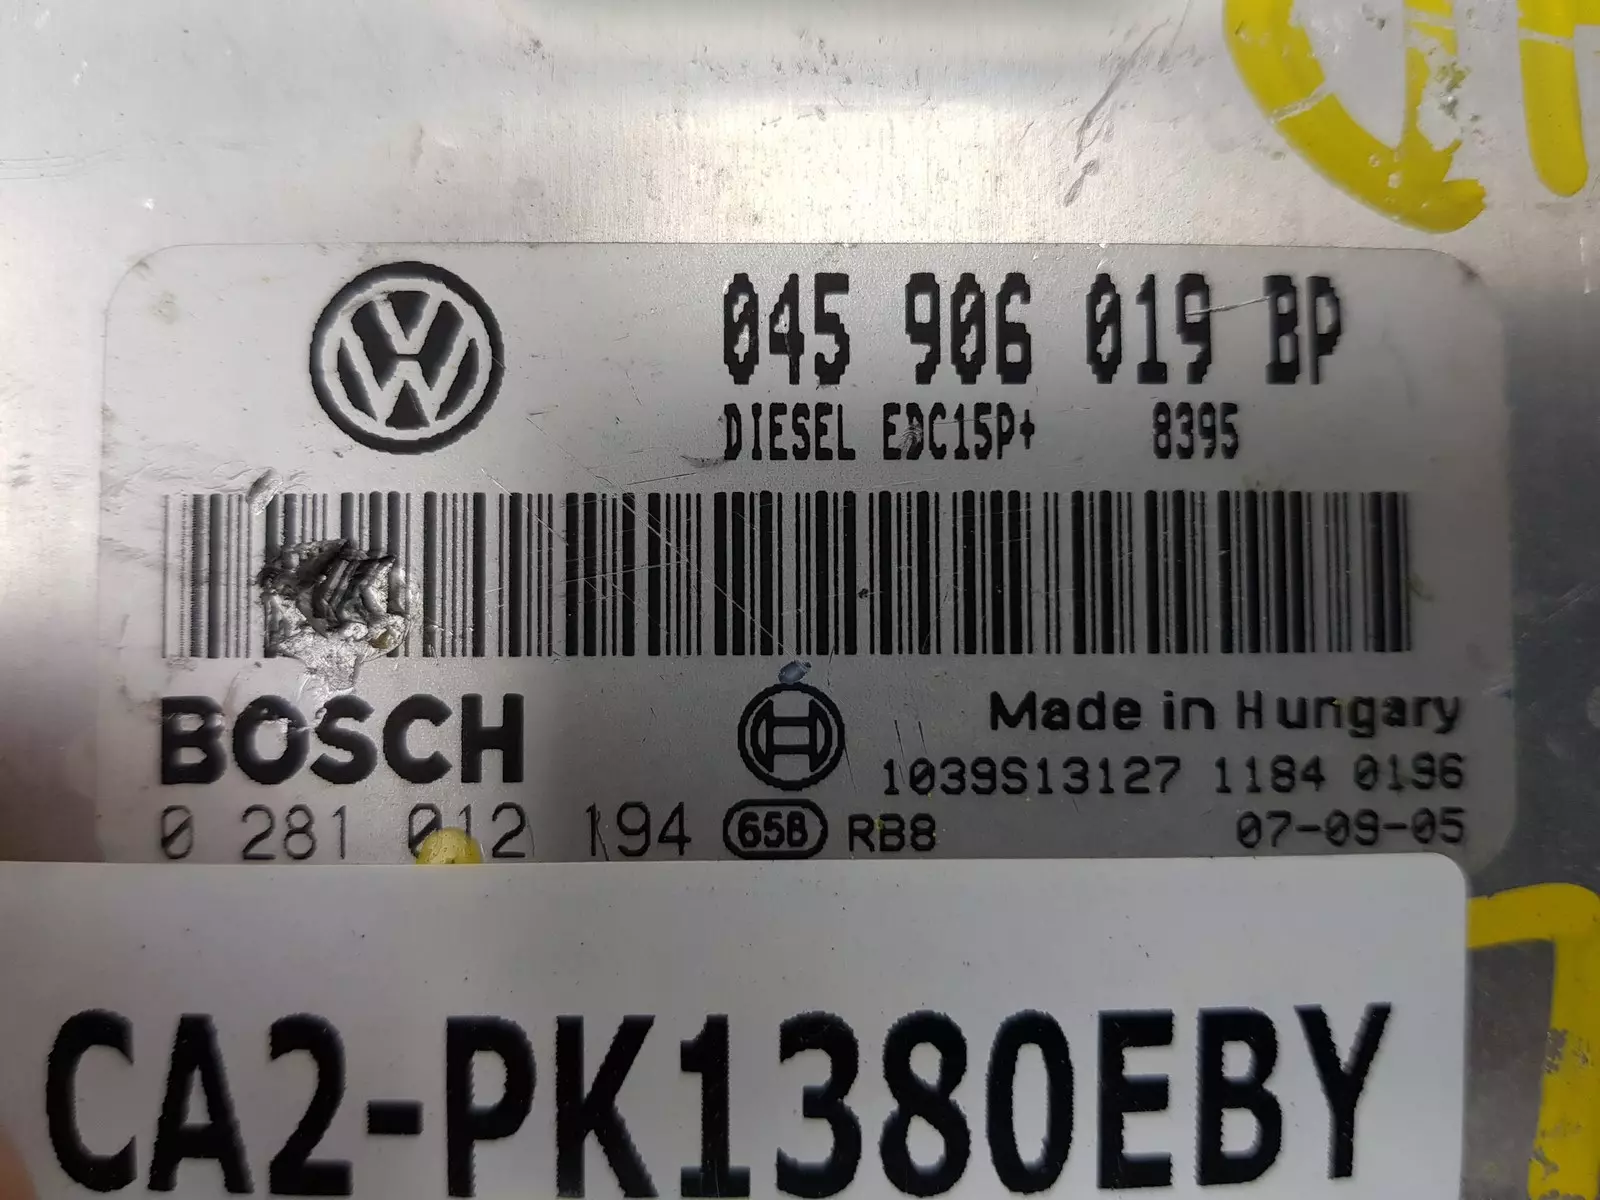 045 906 019 BP
DIESEL EDC15P+ 8395
BOSCH
Made in Hungary
1039S13127 1184 0196
0 281 012 194 65B RB8 07-09-05
CA2-PK1380EBY